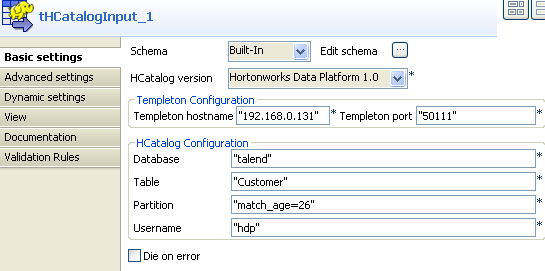 tHCatalogInput_1
Basic settings
Advanced settings
Dynamic settings
View
Documentation
Validation Rules
Schema Built-In Edit schema ...
HCatalog version Hortonworks Data Platform 1.0 *
Templeton Configuration
Templeton hostname "192.168.0.131" * Templeton port "50111" *
HCatalog Configuration
Database "talend" *
Table "Customer" *
Partition "match_age=26" *
Username "hdp" *
Die on error